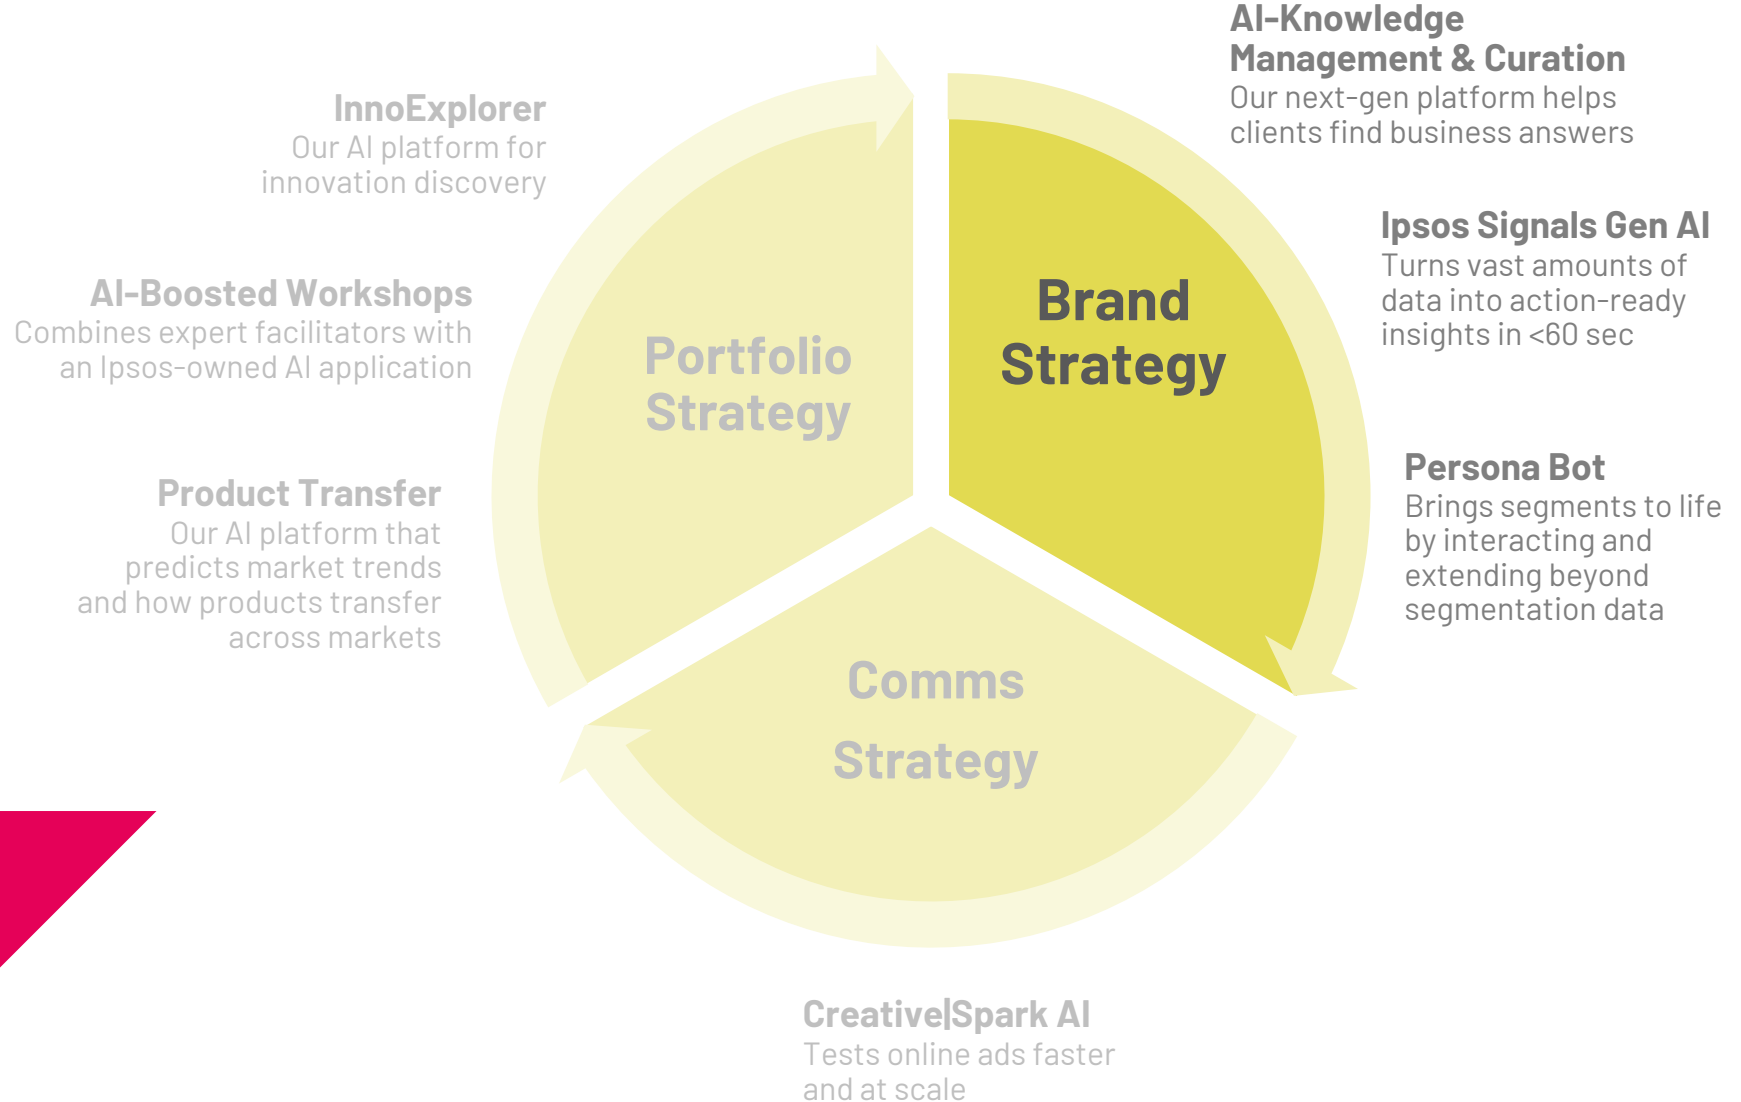 AI-Knowledge
Management & Curation
Our next-gen platform helps
clients find business answers
Ipsos Signals Gen AI
Turns vast amounts of
data into action-ready
insights in <60 sec
Persona Bot
Brings segments to life
by interacting and
extending beyond
segmentation data
Brand
Strategy
InnoExplorer
Our AI platform for
innovation discovery
AI-Boosted Workshops
Combines expert facilitators with
an Ipsos-owned AI application
Product Transfer
Our AI platform that
predicts market trends
and how products transfer
across markets
Portfolio
Strategy
Comms
Strategy
Creative|Spark AI
Tests online ads faster
and at scale